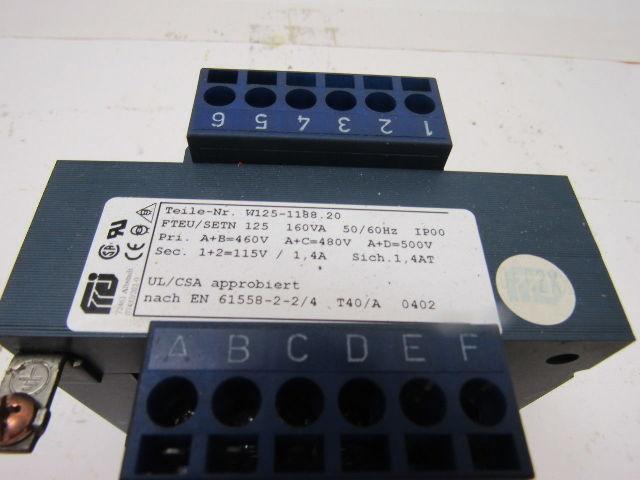 6 5 4 3 2 1
Teile-Nr. W125-1188.20
FTEU/SETN 125 160VA 50/60Hz IP00
Pri. A+B=460V A+C=480V A+D=500V
Sec. 1+2=115V / 1,4A Sich.1,4AT
UL/CSA approbiert
nach EN 61558-2-2/4 T40/A 0402
A B C D E F